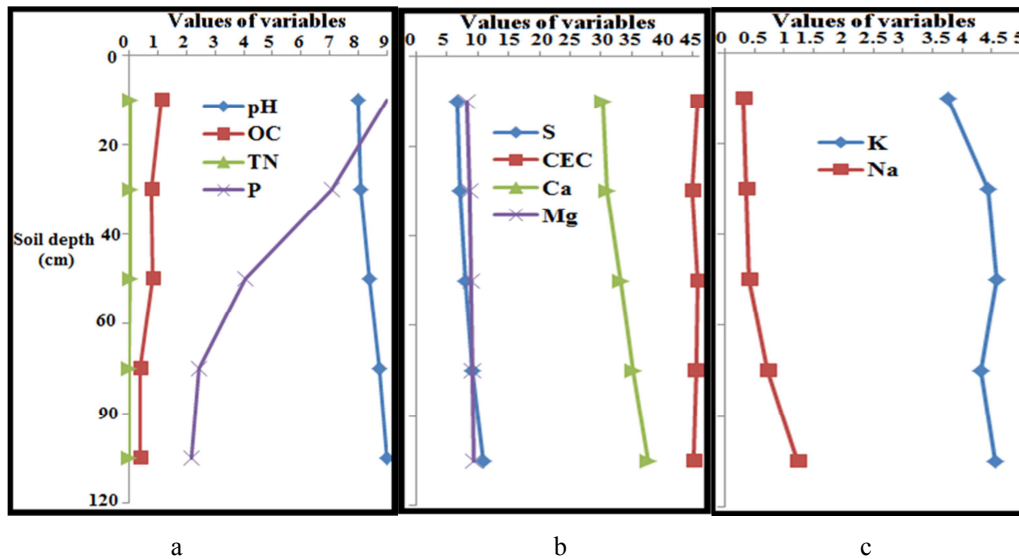 Values of variables
0 1 2 3 4 5 6 7 8 9
0
20
40
60
90
120
Soil depth
(cm)
pH
OC
TN
P
a
Values of variables
0 5 10 15 20 25 30 35 40 45
S
CEC
Ca
Mg
b
Values of variables
0 0.5 1 1.5 2 2.5 3 3.5 4 4.5 5
K
Na
c